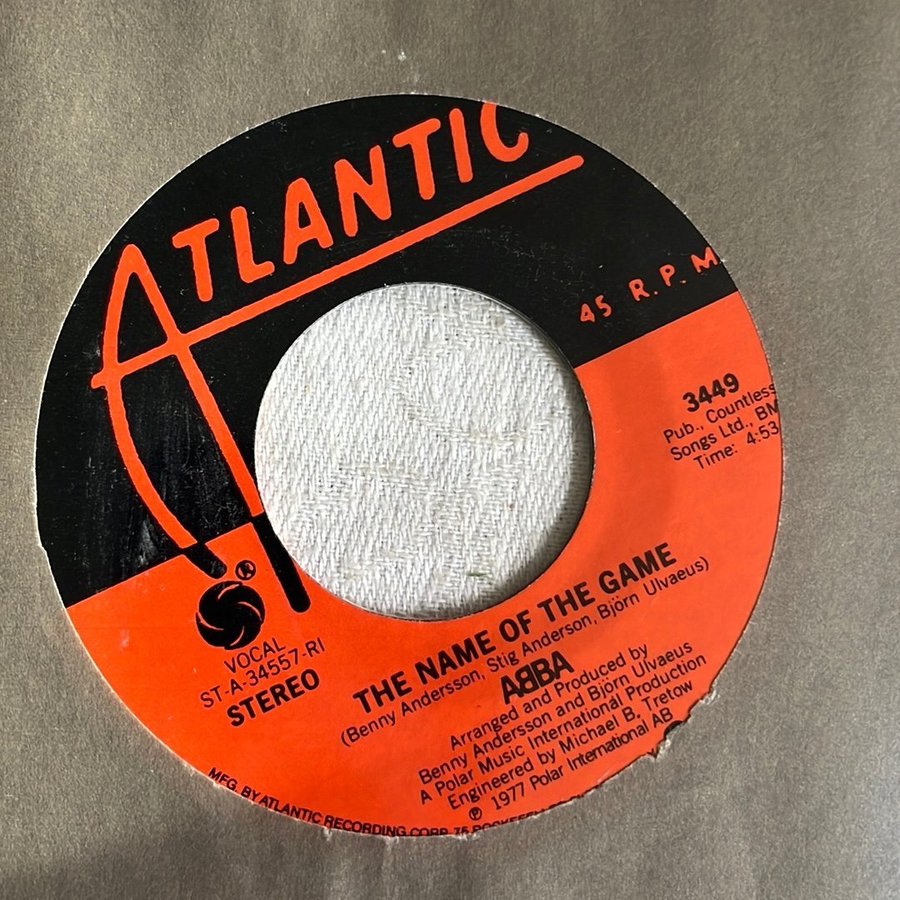 ATLANTIC
45 R.P.M
3449
Pub., Countless
Songs Ltd., BM
Time: 4:53
®
VOCAL
ST-A-34557-RI
STEREO
THE NAME OF THE GAME
(Benny Andersson, Stig Anderson, Björn Ulvaeus)
ABBA
Arranged and Produced by
Benny Andersson and Björn Ulvaeus
A Polar Music International Production
Engineered by Michael B. Tretow
℗ 1977 Polar International AB
MFG. BY ATLANTIC RECORDING CORP. 75